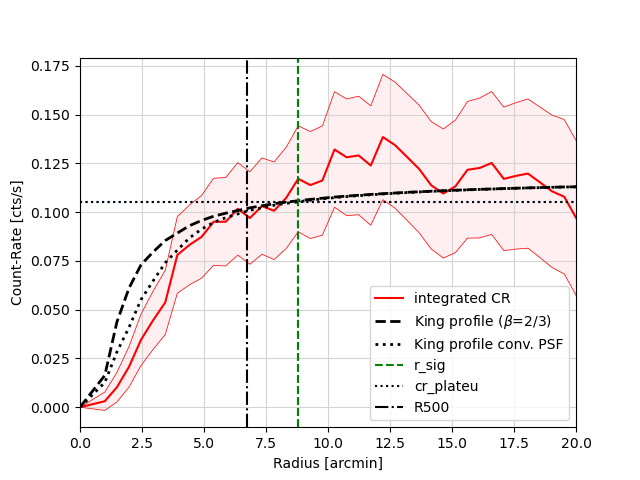 0.175
0.150
0.125
0.100
0.075
0.050
0.025
0.000
Count-Rate [cts/s]
integrated CR
King profile (β=2/3)
King profile conv. PSF
r_sig
cr_plateu
R500
0.0 2.5 5.0 7.5 10.0 12.5 15.0 17.5 20.0
Radius [arcmin]